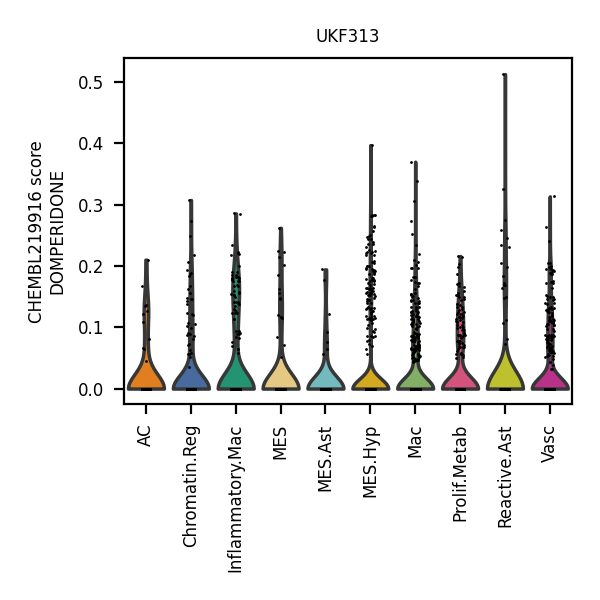 UKF313
CHEMBL219916 score
DOMPERIDONE
0.5
0.4
0.3
0.2
0.1
0.0
AC
Chromatin.Reg
Inflammatory.Mac
MES
MES.Ast
MES.Hyp
Mac
Prolif.Metab
Reactive.Ast
Vasc